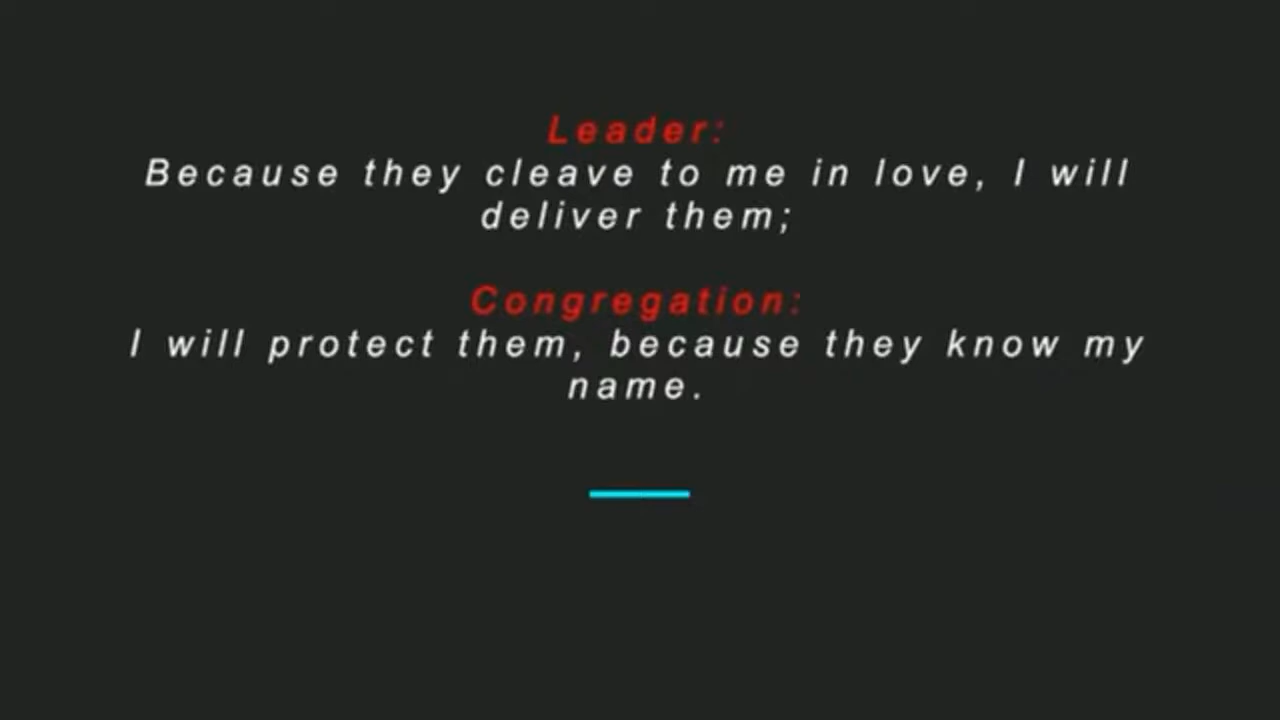 Leader:
Because they cleave to me in love, I will
deliver them;
Congregation:
I will protect them, because they know my
name.